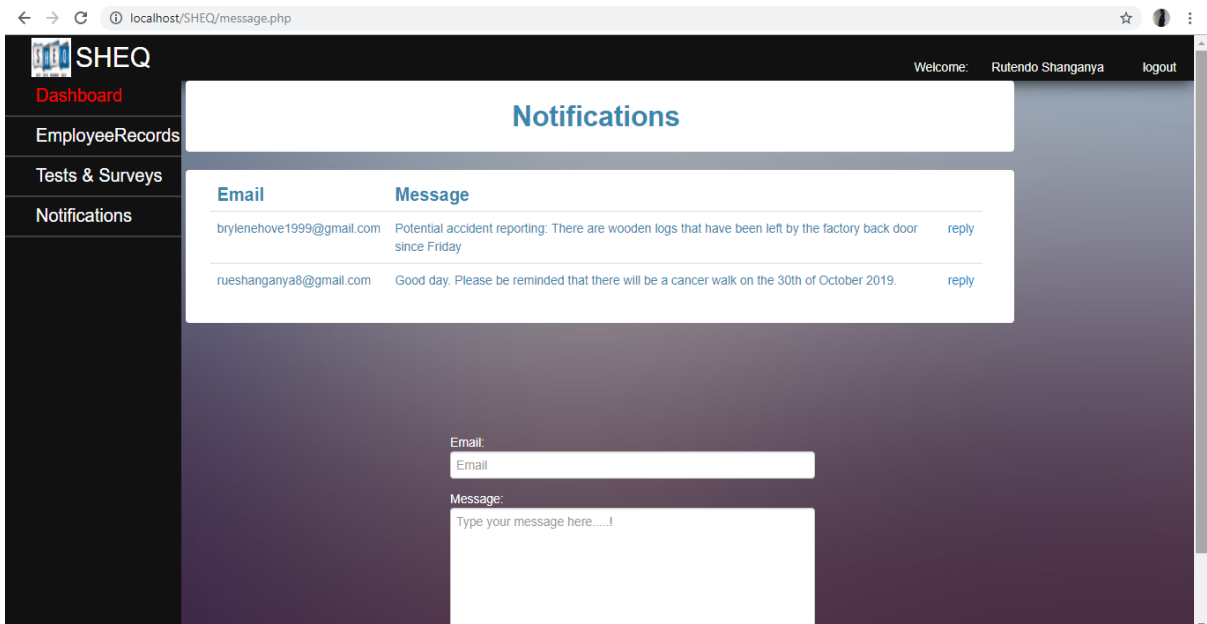 localhost/SHEQ/message.php
SHEQ
SHEQ
Welcome: Rutendo Shanganya logout
Dashboard
EmployeeRecords
Tests & Surveys
Notifications
Notifications
Email Message
brylenehove1999@gmail.com Potential accident reporting: There are wooden logs that have been left by the factory back door reply
since Friday
rueshanganya8@gmail.com Good day. Please be reminded that there will be a cancer walk on the 30th of October 2019. reply
Email:
Email
Message:
Type your message here.....!